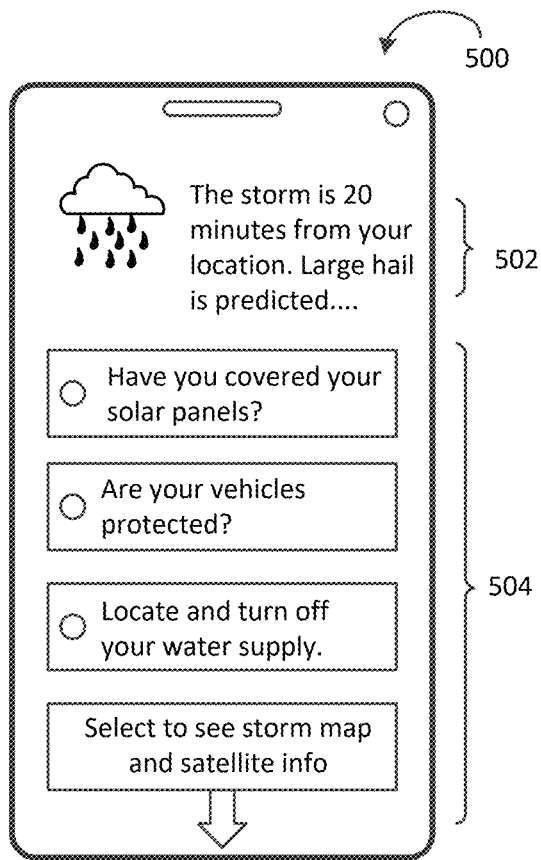 500
The storm is 20
minutes from your
location. Large hail
is predicted....
502
Have you covered your
solar panels?
Are your vehicles
protected?
504
Locate and turn off
your water supply.
Select to see storm map
and satellite info